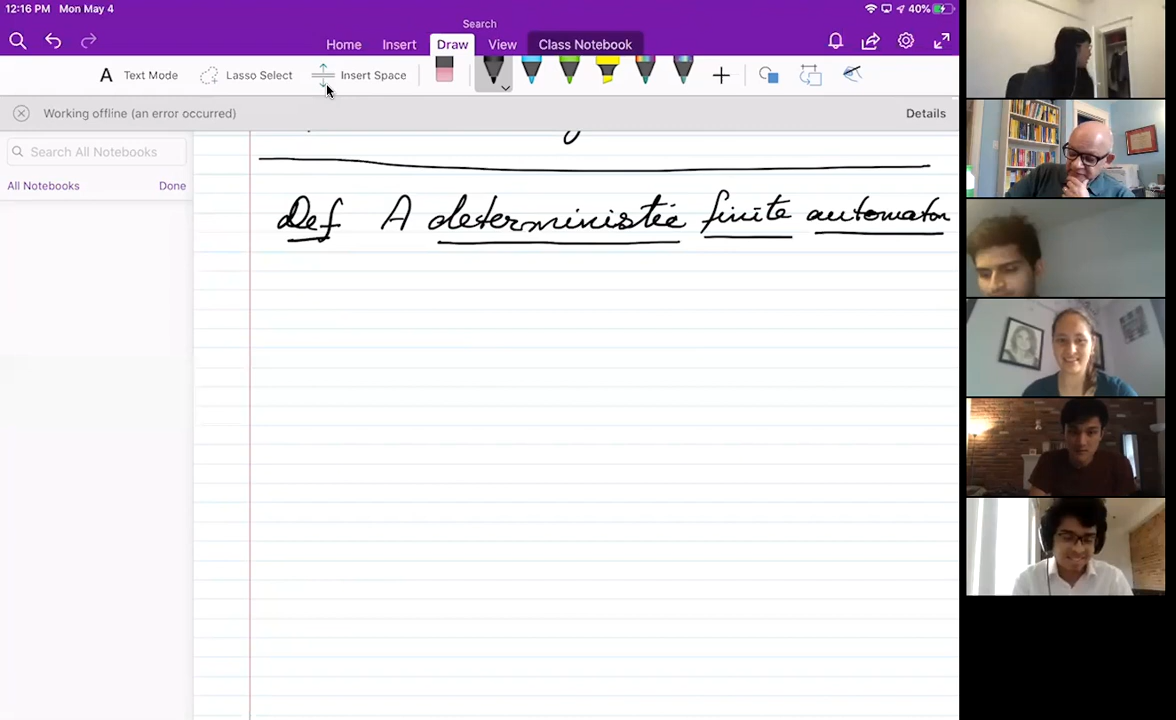 12:16 PM Mon May 4
40%
Search
Home Insert Draw View Class Notebook
A Text Mode Lasso Select Insert Space
Working offline (an error occurred) Details
Search All Notebooks
All Notebooks Done
Def A deterministic finite automaton